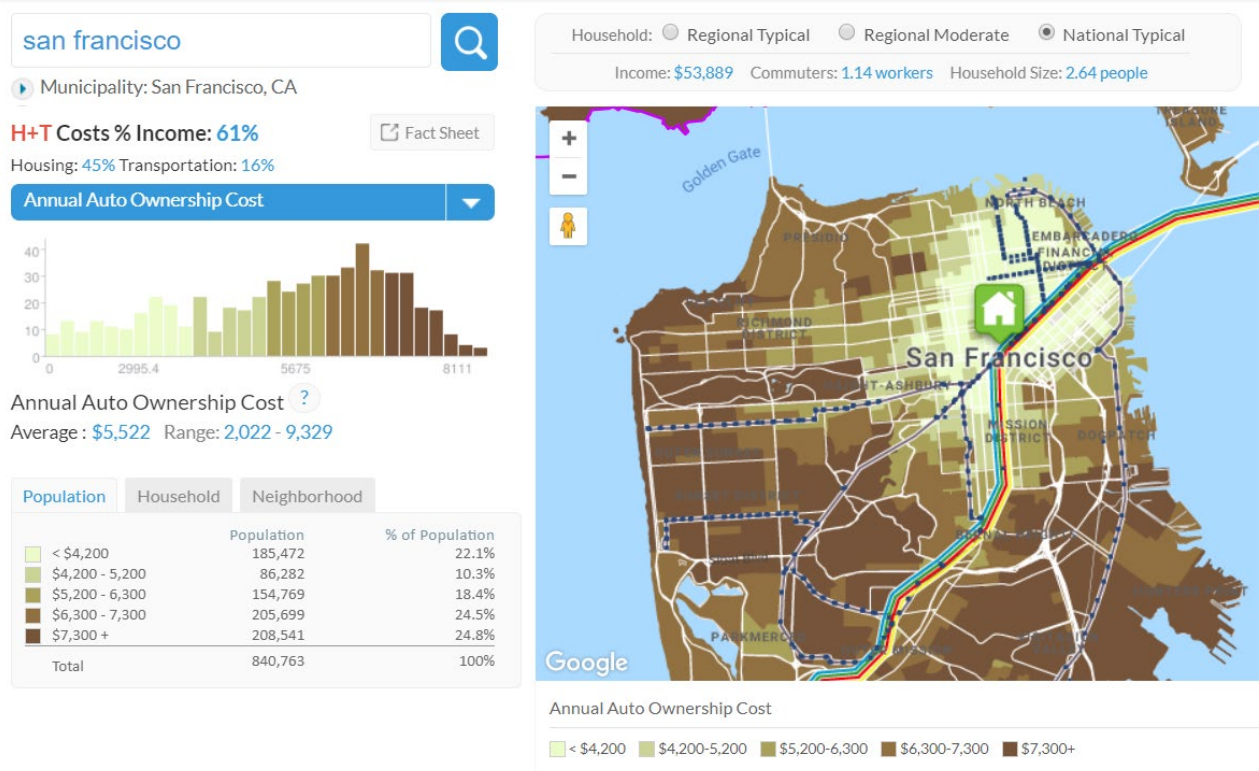 san francisco
Municipality: San Francisco, CA
H+T Costs % Income: 61%
Fact Sheet
Housing: 45% Transportation: 16%
Annual Auto Ownership Cost
40
30
20
10
0
0 2995.4 5675 8111
Annual Auto Ownership Cost ?
Average : $5,522 Range: 2,022 - 9,329
Population Household Neighborhood
Population % of Population
< $4,200 185,472 22.1%
$4,200 - 5,200 86,282 10.3%
$5,200 - 6,300 154,769 18.4%
$6,300 - 7,300 205,699 24.5%
$7,300 + 208,541 24.8%
Total 840,763 100%
Household: Regional Typical Regional Moderate National Typical
Income: $53,889 Commuters: 1.14 workers Household Size: 2.64 people
+
−
TREASURE
ISLAND
Golden Gate
NORTH BEACH
PRESIDIO
EMBARCADERO
FINANCIAL
DISTRICT
RICHMOND
DISTRICT
San Francisco
HAIGHT-ASHBURY
MISSION
DISTRICT
DOGPATCH
SUNSET DISTRICT
BERNAL HEIGHTS
PARKMERCED
Google
Annual Auto Ownership Cost
< $4,200 $4,200-5,200 $5,200-6,300 $6,300-7,300 $7,300+